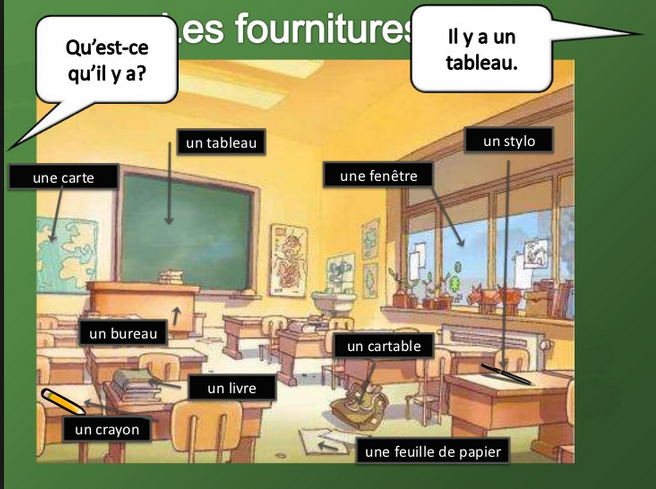 Les fournitures
Qu'est-ce
qu'il y a?
Il y a un
tableau.
un tableau
un stylo
une carte
une fenêtre
un bureau
un cartable
un livre
un crayon
une feuille de papier